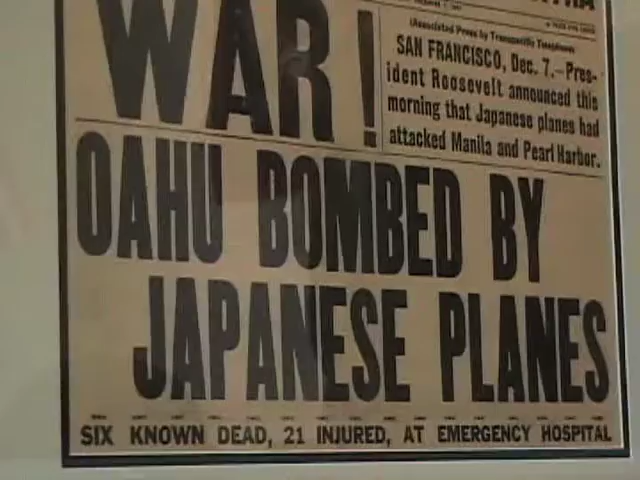 WAR!
(Associated Press by Transpacific Telephone)
SAN FRANCISCO, Dec. 7.—Pres-
ident Roosevelt announced this
morning that Japanese planes had
attacked Manila and Pearl Harbor.
OAHU BOMBED BY
JAPANESE PLANES
SIX KNOWN DEAD, 21 INJURED, AT EMERGENCY HOSPITAL